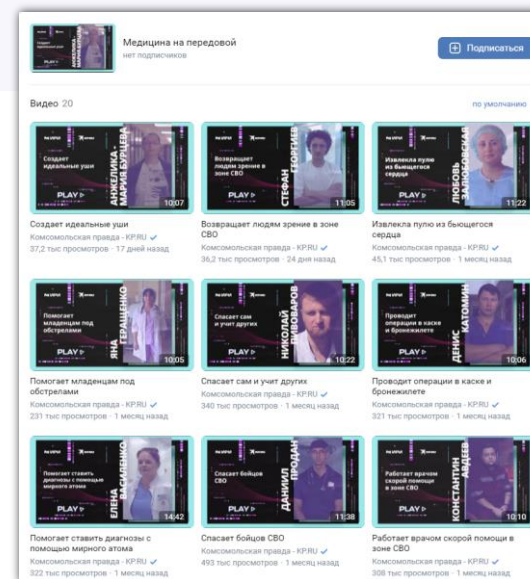 Медицина на передовой
нет подписчиков
Подписаться
Видео 20
по умолчанию
Создает идеальные уши
PLAY
АНЖЕЛИКА-МАРИЯ БУРЦЕВА
10:07
Возвращает людям зрение в зоне СВО
PLAY
СТЕФАН ГЕОРГИЕВ
11:05
Извлекла пулю из бьющегося сердца
PLAY
ЛЮБОВЬ
11:22
Создает идеальные уши
Комсомольская правда - KP.RU
37,2 тыс просмотров · 17 дней назад
Возвращает людям зрение в зоне
СВО
Комсомольская правда - KP.RU
36,2 тыс просмотров · 24 дня назад
Извлекла пулю из бьющегося
сердца
Комсомольская правда - KP.RU
45,1 тыс просмотров · 1 месяц назад
Помогает младенцам под обстрелами
PLAY
ЯНА ГЕРАЩЕНКО
10:05
Спасает сам и учит других
PLAY
НИКОЛАЙ ПИВОВАРОВ
10:22
Проводит операции в каске и бронежилете
PLAY
ДЕНИС КАТОМИН
10:06
Помогает младенцам под
обстрелами
Комсомольская правда - KP.RU
231 тыс просмотров · 1 месяц назад
Спасает сам и учит других
Комсомольская правда - KP.RU
340 тыс просмотров · 1 месяц назад
Проводит операции в каске и
бронежилете
Комсомольская правда - KP.RU
321 тыс просмотров · 1 месяц назад
Помогает ставить диагнозы с помощью мирного атома
PLAY
ЕЛЕНА ВАСИЛЕНКО
14:42
Спасает бойцов СВО
PLAY
ДАНИИЛ ПРОДАН
11:38
Работает врачом скорой помощи в зоне СВО
PLAY
КОНСТАНТИН АВДЕЕВ
10:10
Помогает ставить диагнозы с
помощью мирного атома
Комсомольская правда - KP.RU
322 тыс просмотров · 1 месяц назад
Спасает бойцов СВО
Комсомольская правда - KP.RU
493 тыс просмотров · 1 месяц назад
Работает врачом скорой помощи в
зоне СВО
Комсомольская правда - KP.RU
308 тыс просмотров · 1 месяц назад